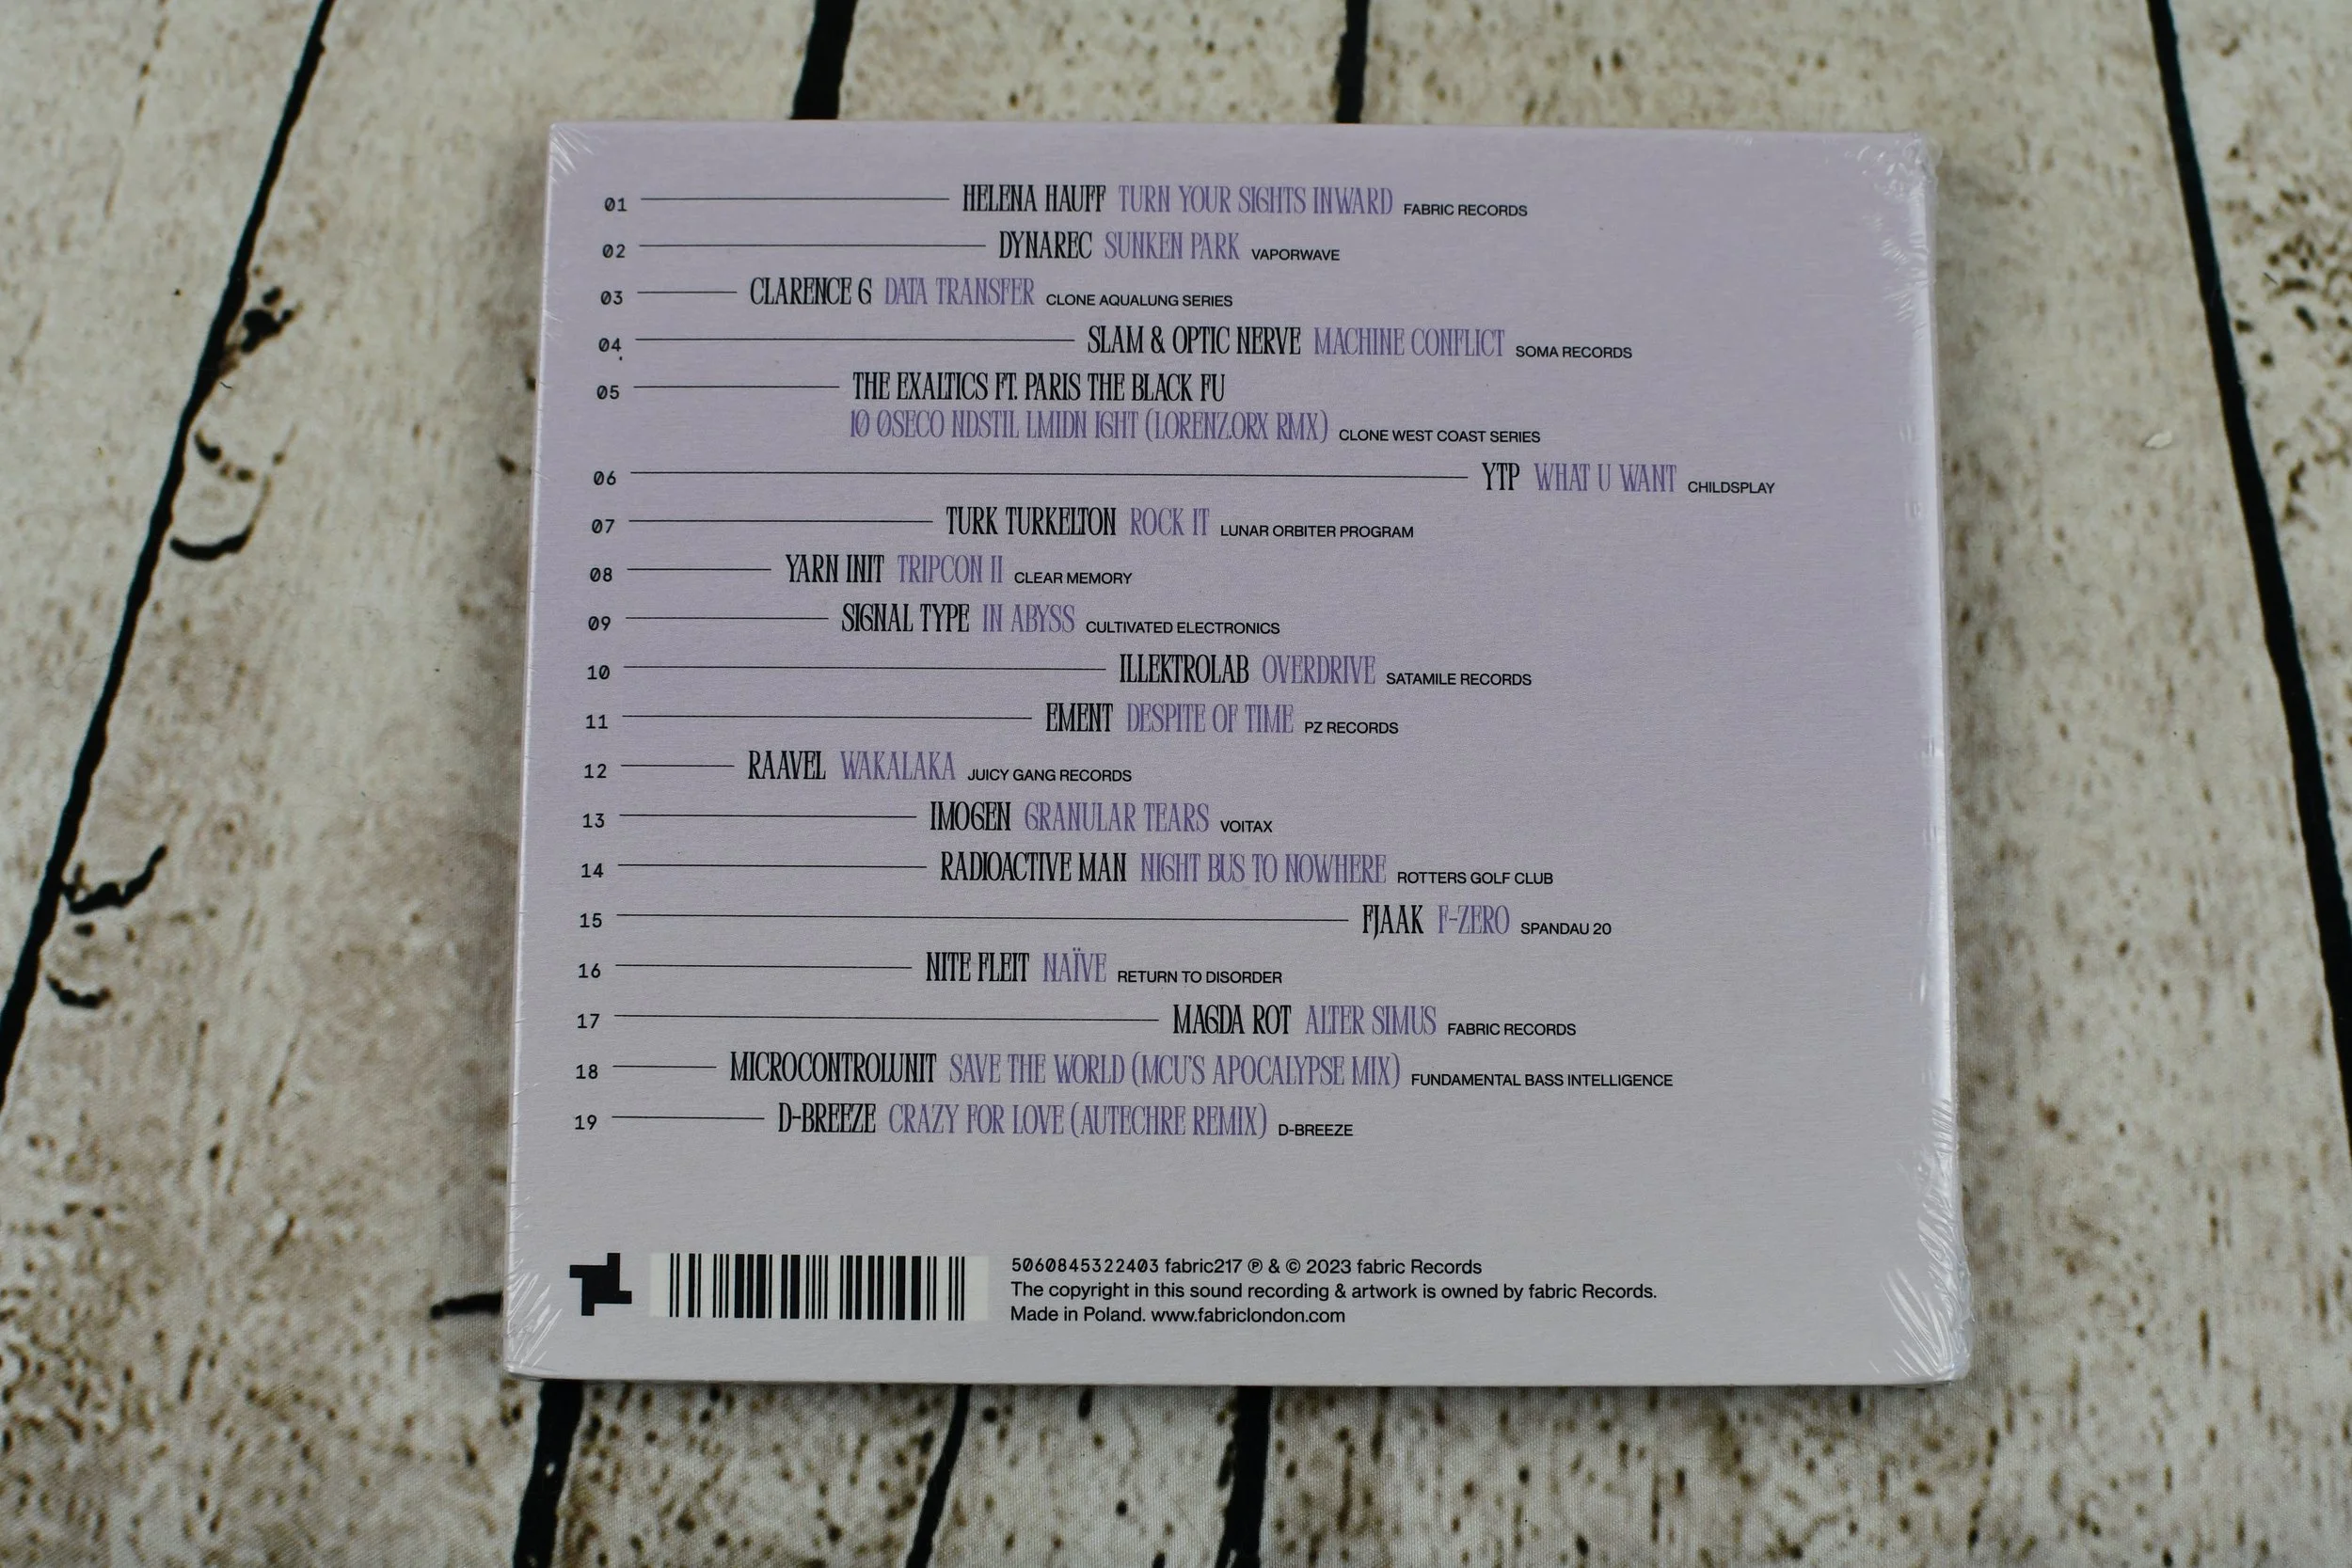 01 HELENA HAUFF TURN YOUR SIGHTS INWARD FABRIC RECORDS
02 DYNAREC SUNKEN PARK VAPORWAVE
03 CLARENCE G DATA TRANSFER CLONE AQUALUNG SERIES
04 SLAM & OPTIC NERVE MACHINE CONFLICT SOMA RECORDS
05 THE EXALTICS FT. PARIS THE BLACK FU
10 0SECO NDSTIL LMIDN IGHT (LORENZ.ORX RMX) CLONE WEST COAST SERIES
06 YTP WHAT U WANT CHILDSPLAY
07 TURK TURKELTON ROCK IT LUNAR ORBITER PROGRAM
08 YARN INIT TRIPCON II CLEAR MEMORY
09 SIGNAL TYPE IN ABYSS CULTIVATED ELECTRONICS
10 ILLEKTROLAB OVERDRIVE SATAMILE RECORDS
11 EMENT DESPITE OF TIME PZ RECORDS
12 RAAVEL WAKALAKA JUICY GANG RECORDS
13 IMOGEN GRANULAR TEARS VOITAX
14 RADIOACTIVE MAN NIGHT BUS TO NOWHERE ROTTERS GOLF CLUB
15 FJAAK F-ZERO SPANDAU 20
16 NITE FLEIT NAÏVE RETURN TO DISORDER
17 MAGDA ROT ALTER SIMUS FABRIC RECORDS
18 MICROCONTROLUNIT SAVE THE WORLD (MCU'S APOCALYPSE MIX) FUNDAMENTAL BASS INTELLIGENCE
19 D-BREEZE CRAZY FOR LOVE (AUTECHRE REMIX) D-BREEZE
5060845322403 fabric217 ℗ & © 2023 fabric Records
The copyright in this sound recording & artwork is owned by fabric Records.
Made in Poland. www.fabriclondon.com